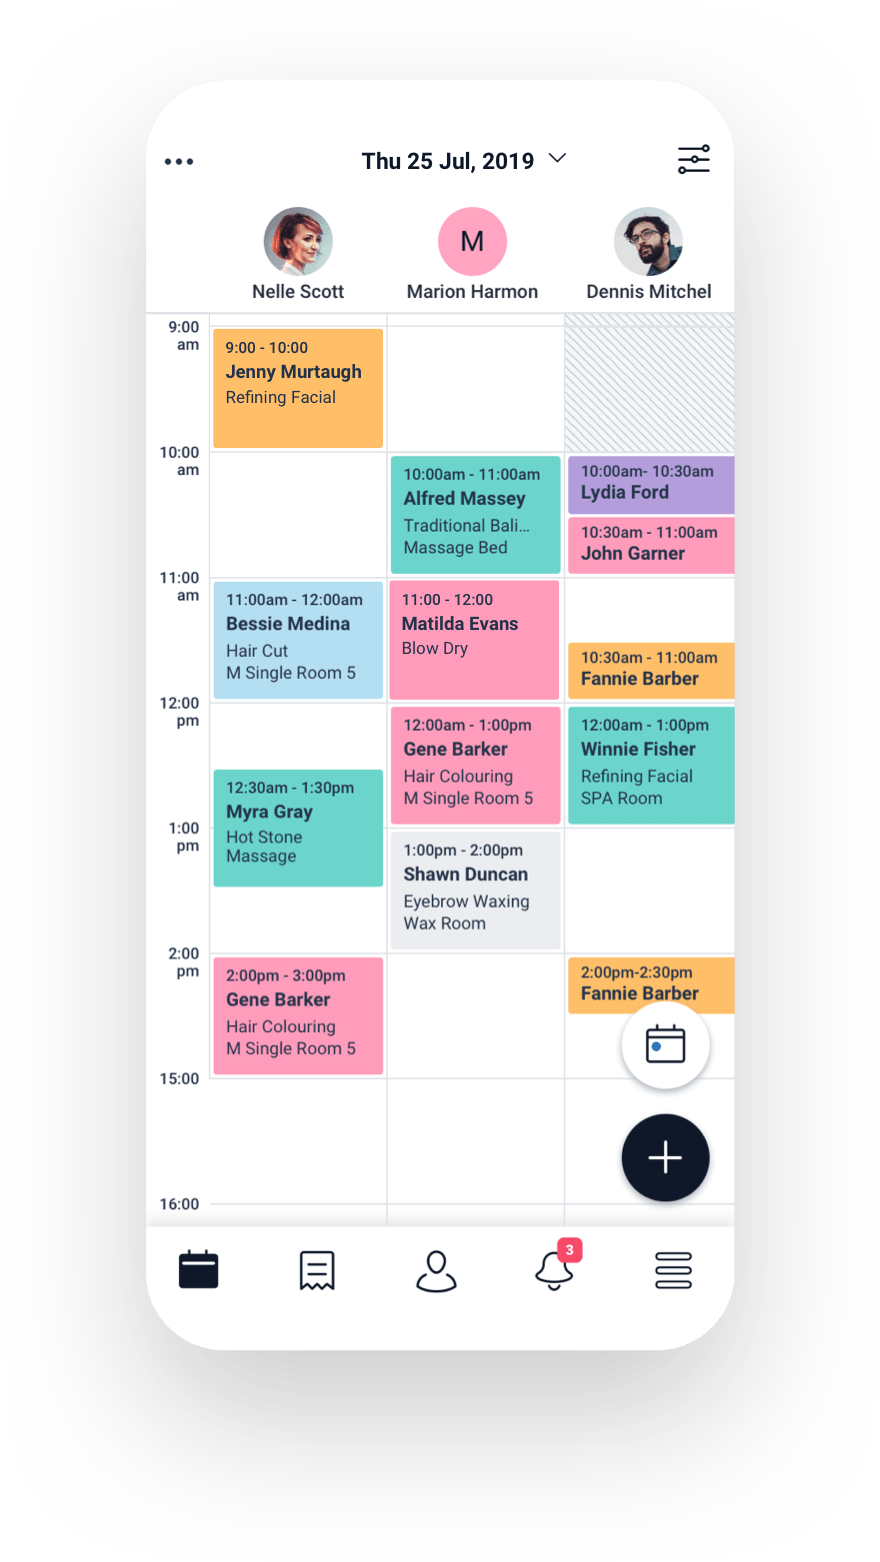 Thu 25 Jul, 2019
M
Nelle Scott
Marion Harmon
Dennis Mitchel
9:00
am
9:00 - 10:00
Jenny Murtaugh
Refining Facial
10:00
am
10:00am - 11:00am
Alfred Massey
Traditional Bali...
Massage Bed
10:00am- 10:30am
Lydia Ford
10:30am - 11:00am
John Garner
11:00
am
11:00am - 12:00am
Bessie Medina
Hair Cut
M Single Room 5
11:00 - 12:00
Matilda Evans
Blow Dry
10:30am - 11:00am
Fannie Barber
12:00
pm
12:00am - 1:00pm
Gene Barker
Hair Colouring
M Single Room 5
12:00am - 1:00pm
Winnie Fisher
Refining Facial
SPA Room
12:30am - 1:30pm
Myra Gray
Hot Stone
Massage
1:00
pm
1:00pm - 2:00pm
Shawn Duncan
Eyebrow Waxing
Wax Room
2:00
pm
2:00pm - 3:00pm
Gene Barker
Hair Colouring
M Single Room 5
2:00pm-2:30pm
Fannie Barber
15:00
16:00
3